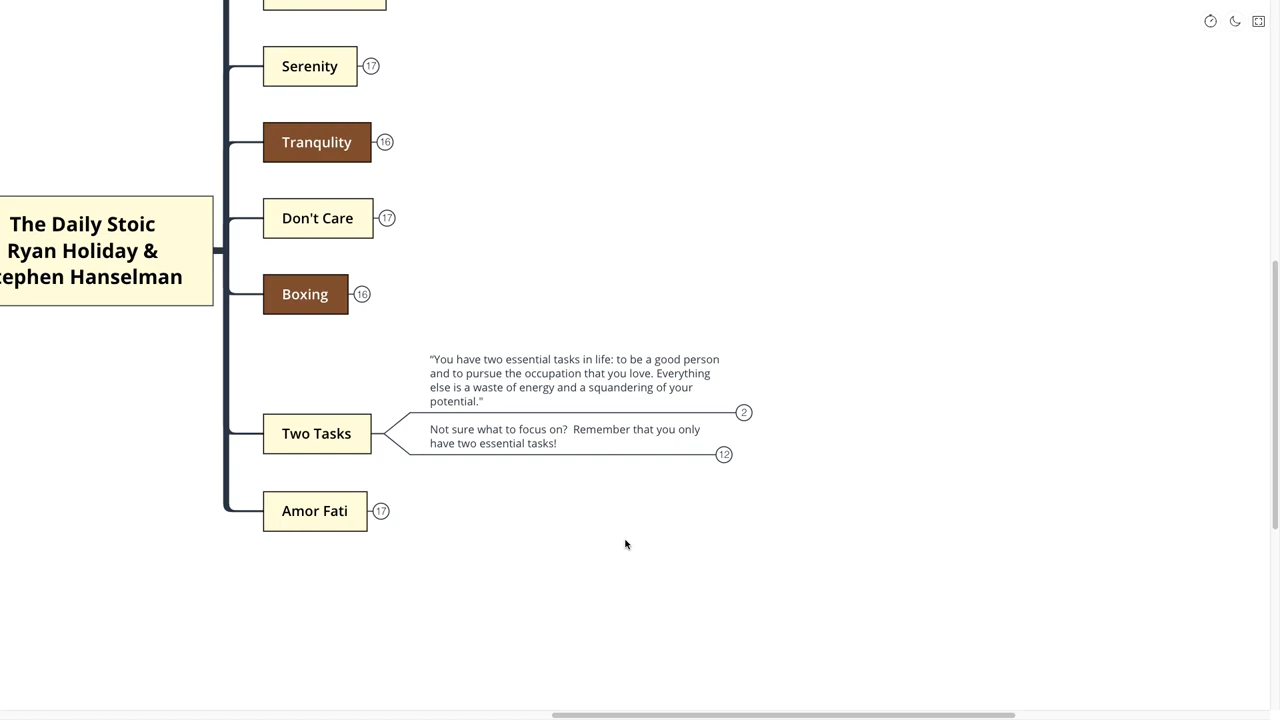 Serenity
17
Tranqulity
16
The Daily Stoic
Ryan Holiday &
tephen Hanselman
Don't Care
17
Boxing
16
"You have two essential tasks in life: to be a good person
and to pursue the occupation that you love. Everything
else is a waste of energy and a squandering of your
potential."
2
Two Tasks
Not sure what to focus on?  Remember that you only
have two essential tasks!
12
Amor Fati
17